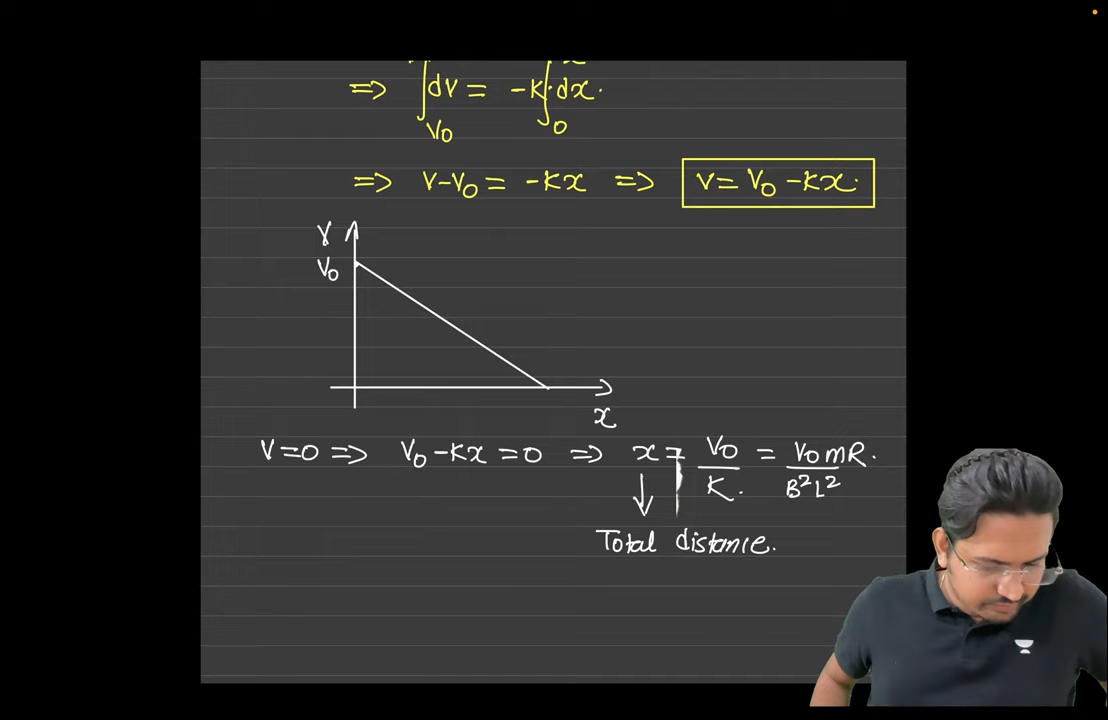 => ∫dv = -k∫dx.
V₀ 0
=> V-V₀ = -kx => V = V₀ -kx.
V
V₀
x
V=0 => V₀ -kx =0 => x = V₀/K. = V₀mR./B²L²
↓
Total distance.